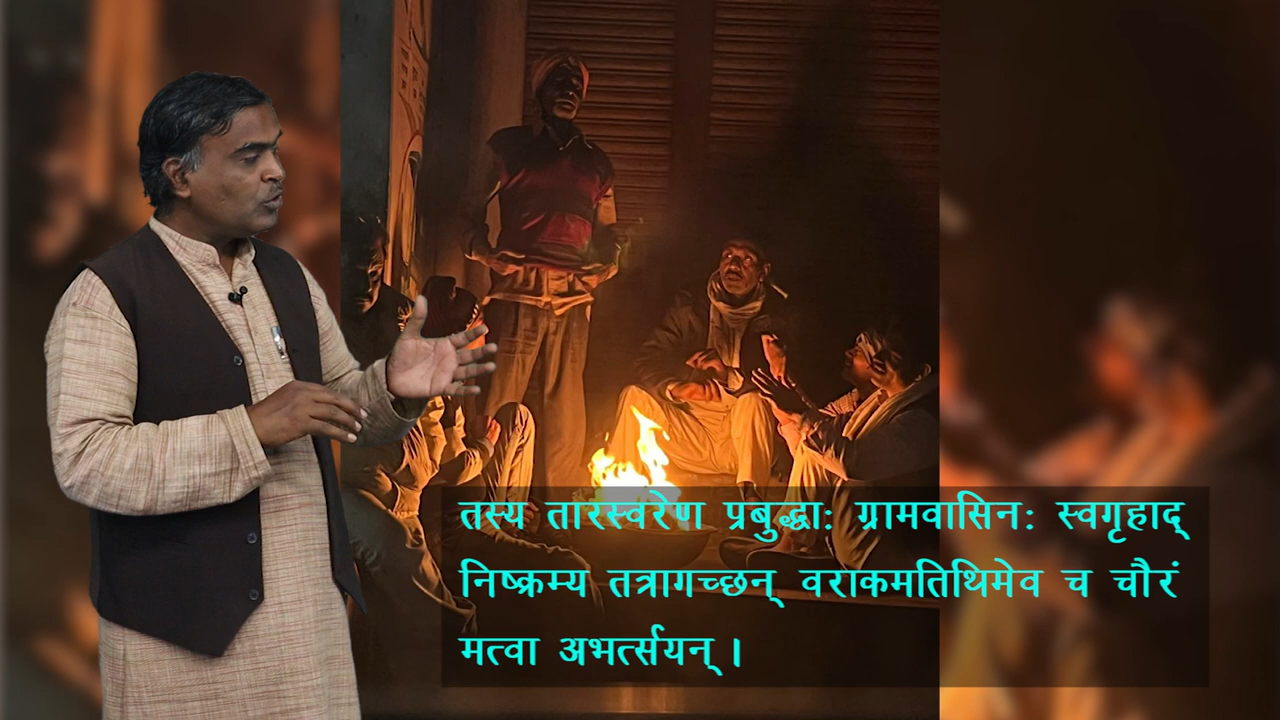 तस्य तारस्वरेण प्रबुद्धाः ग्रामवासिनः स्वगृहाद्
निष्क्रम्य तत्रागच्छन् वराकमतिथिमेव च चौरं
मत्वा अभर्त्सयन् ।